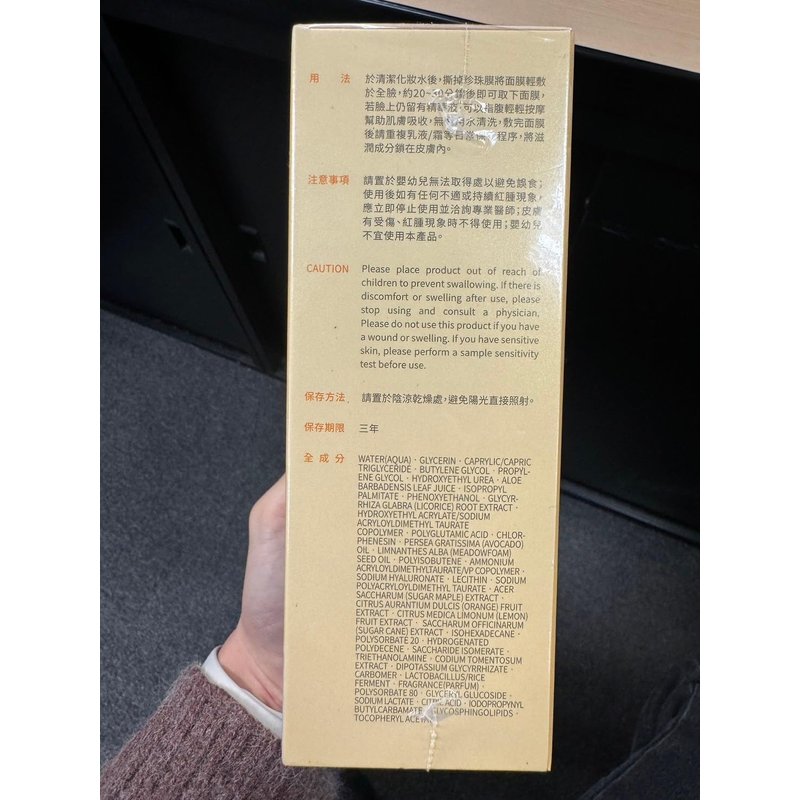 用 法
於清潔化妝水後，撕掉珍珠膜將面膜輕敷
於全臉，約20~30分鐘後即可取下面膜，
若臉上仍留有精華液，可以指腹輕輕按摩
幫助肌膚吸收，無 水清洗，敷完面膜
後請重複乳液/霜等日常保 程序，將滋
潤成分鎖在皮膚內。
注意事項
請置於嬰幼兒無法取得處以避免誤食；
使用後如有任何不適或持續紅腫現象，
應立即停止使用並洽詢專業醫師；皮膚
有受傷、紅腫現象時不得使用；嬰幼兒
不宜使用本產品。
CAUTION
Please place product out of reach of
children to prevent swallowing. If there is
discomfort or swelling after use, please
stop using and consult a physician.
Please do not use this product if you have
a wound or swelling. If you have sensitive
skin, please perform a sample sensitivity
test before use.
保存方法
請置於陰涼乾燥處，避免陽光直接照射。
保存期限
三年
全成分
WATER(AQUA)‧GLYCERIN‧CAPRYLIC/CAPRIC
TRIGLYCERIDE‧BUTYLENE GLYCOL‧PROPYL-
ENE GLYCOL‧HYDROXYETHYL UREA‧ALOE
BARBADENSIS LEAF JUICE‧ISOPROPYL
PALMITATE‧PHENOXYETHANOL‧GLYCYR-
RHIZA GLABRA (LICORICE) ROOT EXTRACT‧
HYDROXYETHYL ACRYLATE/SODIUM
ACRYLOYLDIMETHYL TAURATE
COPOLYMER‧POLYGLUTAMIC ACID‧CHLOR-
PHENESIN‧PERSEA GRATISSIMA (AVOCADO)
OIL‧LIMNANTHES ALBA (MEADOWFOAM)
SEED OIL‧POLYISOBUTENE‧AMMONIUM
ACRYLOYLDIMETHYLTAURATE/VP COPOLYMER‧
SODIUM HYALURONATE‧LECITHIN‧SODIUM
POLYACRYLOYLDIMETHYL TAURATE‧ACER
SACCHARUM (SUGAR MAPLE) EXTRACT‧
CITRUS AURANTIUM DULCIS (ORANGE) FRUIT
EXTRACT‧CITRUS MEDICA LIMONUM (LEMON)
FRUIT EXTRACT‧SACCHARUM OFFICINARUM
(SUGAR CANE) EXTRACT‧ISOHEXADECANE‧
POLYSORBATE 20‧HYDROGENATED
POLYDECENE‧SACCHARIDE ISOMERATE‧
TRIETHANOLAMINE‧CODIUM TOMENTOSUM
EXTRACT‧DIPOTASSIUM GLYCYRRHIZATE‧
CARBOMER‧LACTOBACILLUS/RICE
FERMENT‧FRAGRANCE(PARFUM)‧
POLYSORBATE 80‧GLYCERYL GLUCOSIDE‧
SODIUM LACTATE‧CITRIC ACID‧IODOPROPYNYL
BUTYLCARBAMATE‧GLYCOSPHINGOLIPIDS‧
TOCOPHERYL ACETATE